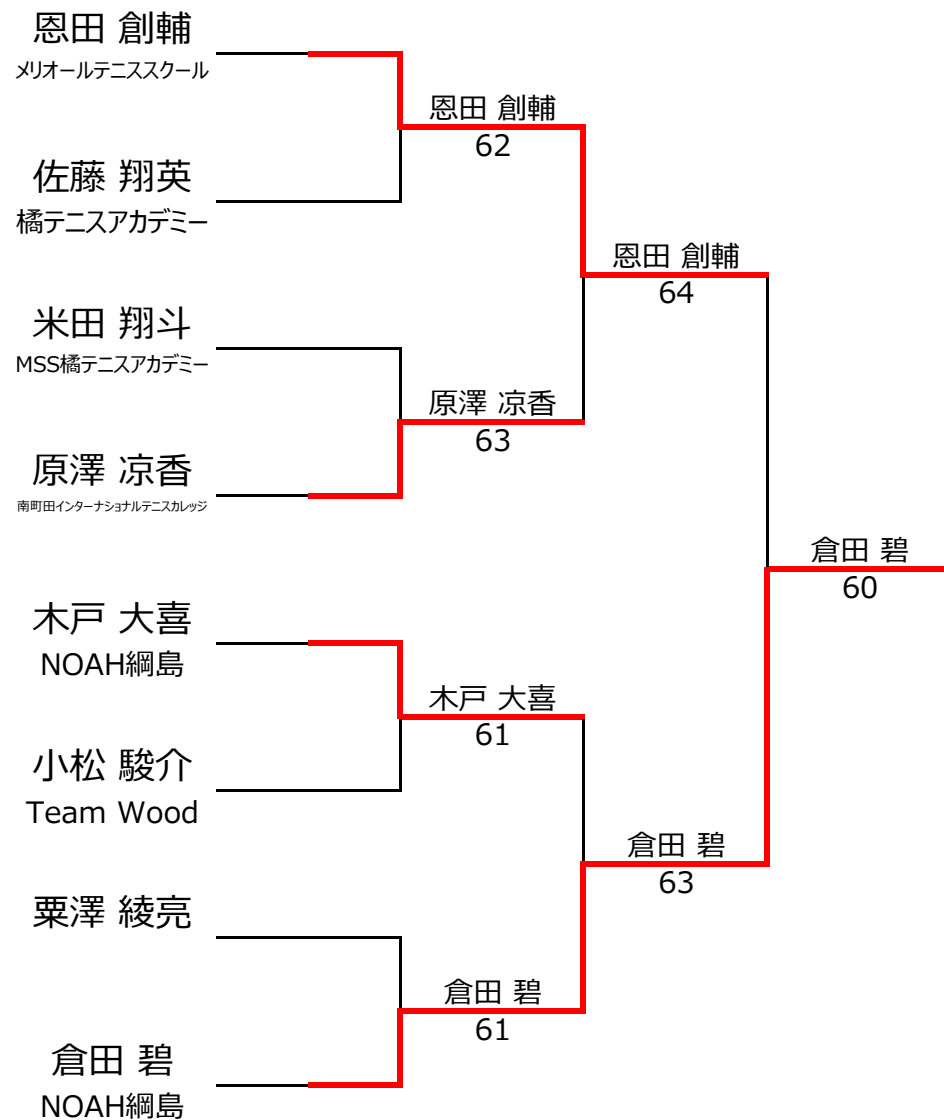 恩田 創輔
メリオールテニススクール
佐藤 翔英
橘テニスアカデミー
米田 翔斗
MSS橘テニスアカデミー
原澤 凉香
南町田インターナショナルテニスカレッジ
木戸 大喜
NOAH綱島
小松 駿介
Team Wood
粟澤 綾亮
倉田 碧
NOAH綱島
恩田 創輔
62
原澤 凉香
63
木戸 大喜
61
倉田 碧
61
恩田 創輔
64
倉田 碧
63
倉田 碧
60